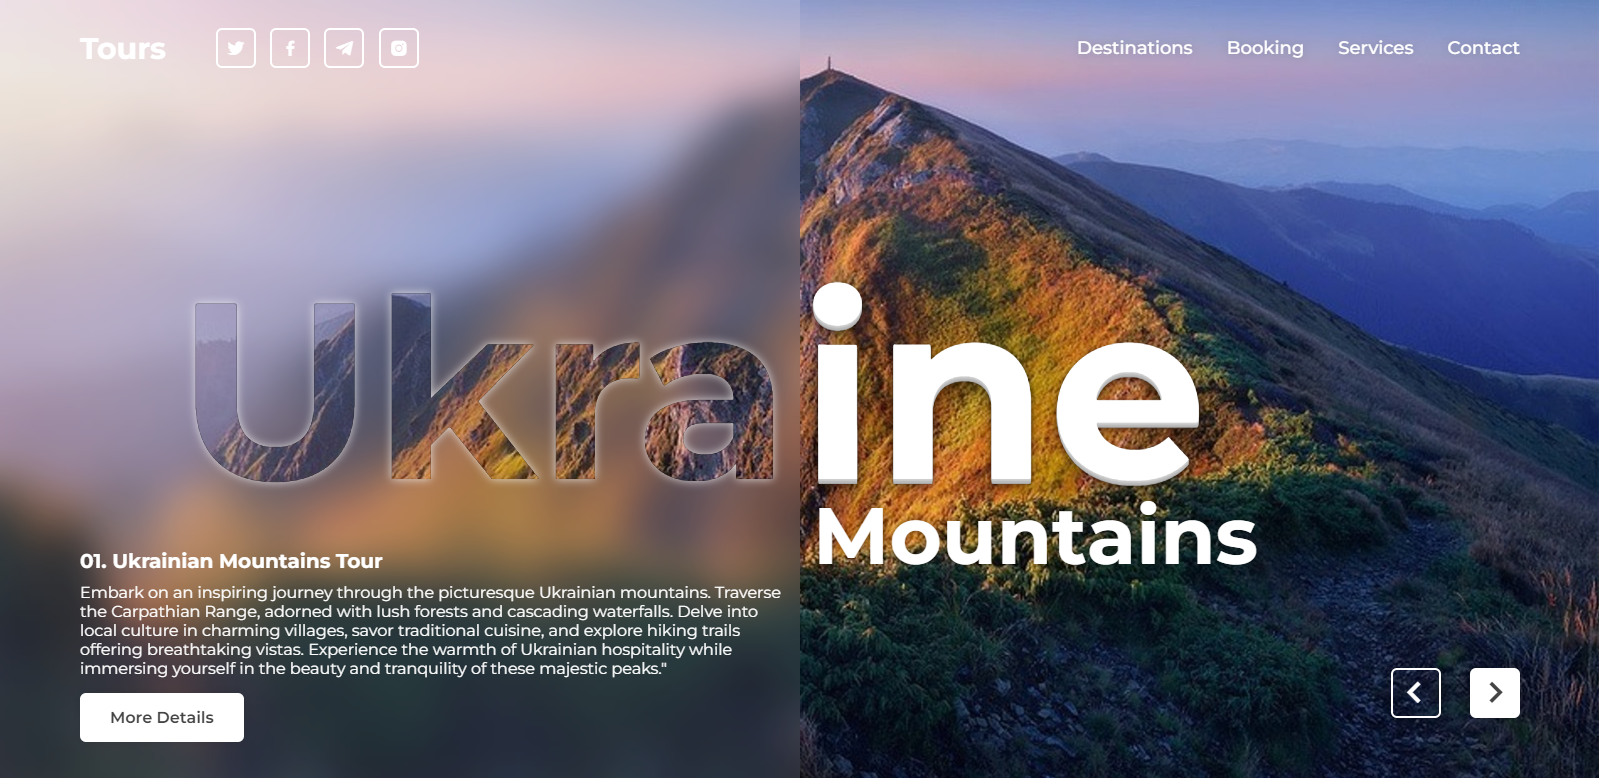 Tours
Destinations Booking Services Contact
Ukraine
Mountains
01. Ukrainian Mountains Tour
Embark on an inspiring journey through the picturesque Ukrainian mountains. Traverse
the Carpathian Range, adorned with lush forests and cascading waterfalls. Delve into
local culture in charming villages, savor traditional cuisine, and explore hiking trails
offering breathtaking vistas. Experience the warmth of Ukrainian hospitality while
immersing yourself in the beauty and tranquility of these majestic peaks."
More Details